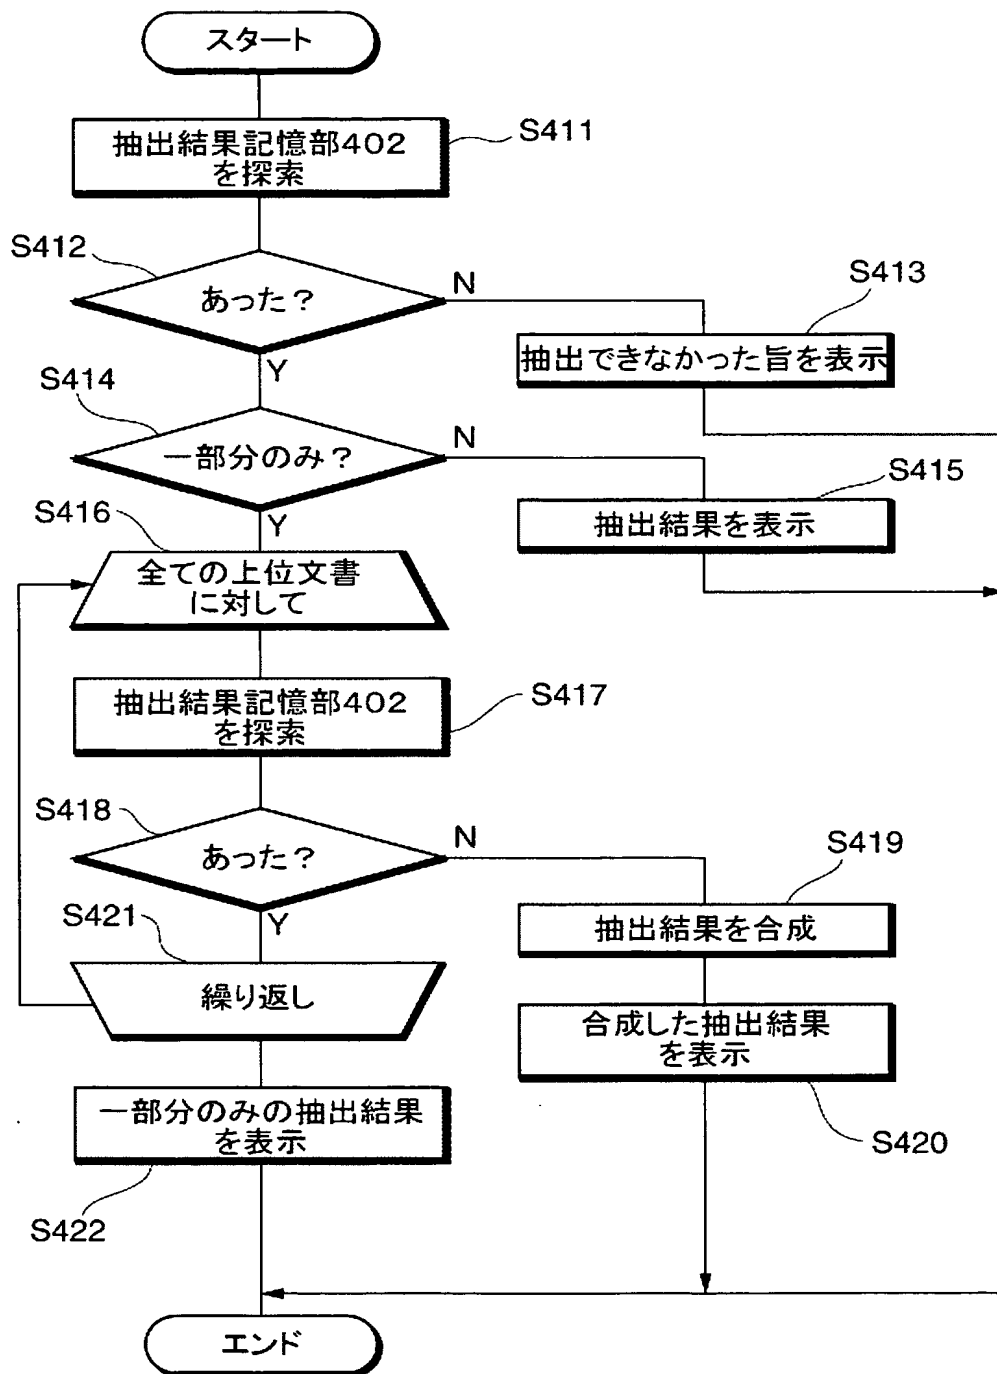 スタート
抽出結果記憶部402
を探索
S411
S412
あった?
N
Y
S413
抽出できなかった旨を表示
S414
一部分のみ?
N
Y
S415
抽出結果を表示
S416
全ての上位文書
に対して
抽出結果記憶部402
を探索
S417
S418
あった?
N
Y
S419
抽出結果を合成
S421
繰り返し
合成した抽出結果
を表示
S420
一部分のみの抽出結果
を表示
S422
エンド